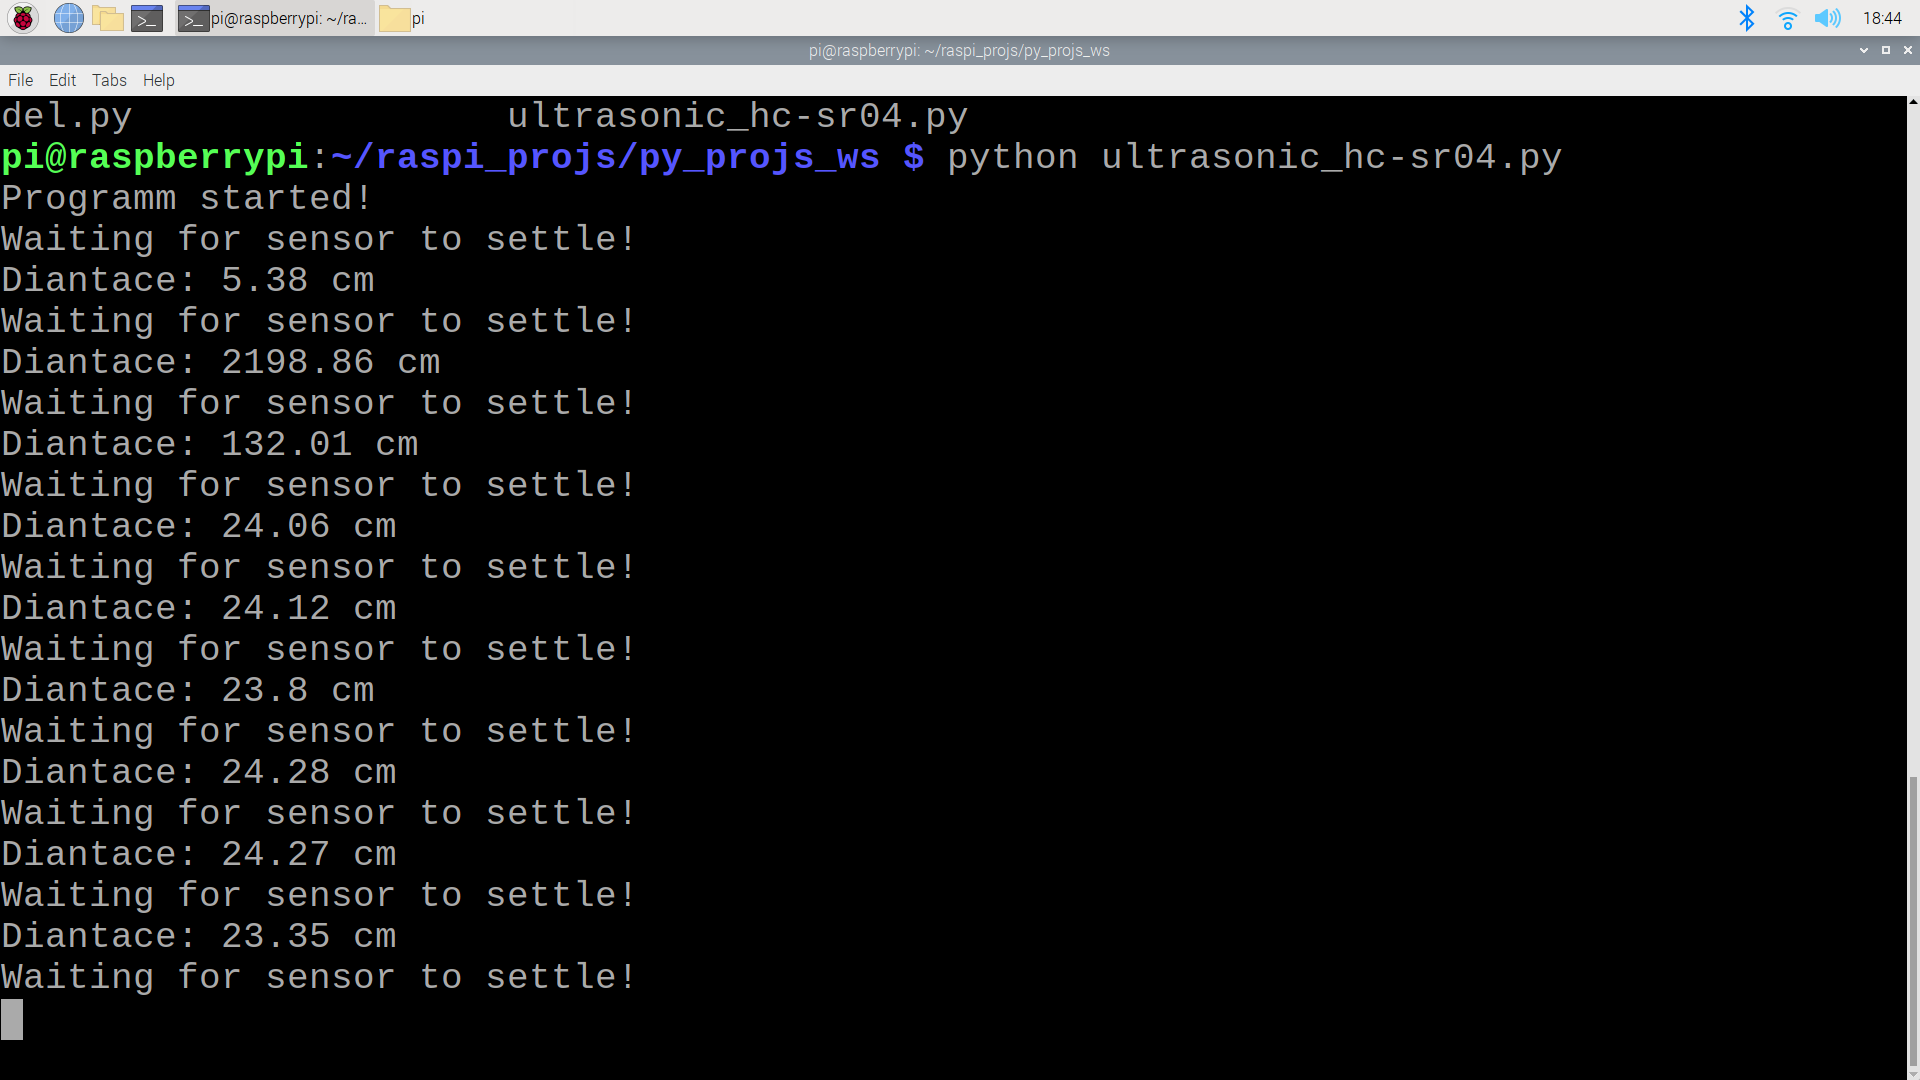 pi@raspberrypi: ~/ra... pi 18:44
pi@raspberrypi: ~/raspi_projs/py_projs_ws
File Edit Tabs Help
del.py ultrasonic_hc-sr04.py
pi@raspberrypi:~/raspi_projs/py_projs_ws $ python ultrasonic_hc-sr04.py
Programm started!
Waiting for sensor to settle!
Diantace: 5.38 cm
Waiting for sensor to settle!
Diantace: 2198.86 cm
Waiting for sensor to settle!
Diantace: 132.01 cm
Waiting for sensor to settle!
Diantace: 24.06 cm
Waiting for sensor to settle!
Diantace: 24.12 cm
Waiting for sensor to settle!
Diantace: 23.8 cm
Waiting for sensor to settle!
Diantace: 24.28 cm
Waiting for sensor to settle!
Diantace: 24.27 cm
Waiting for sensor to settle!
Diantace: 23.35 cm
Waiting for sensor to settle!